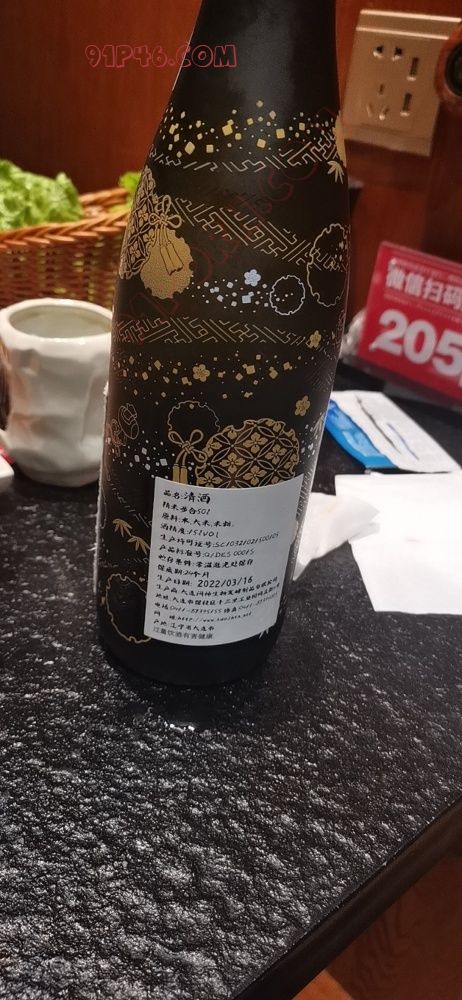 91P46.COM
微信扫码
205
品名:清酒
精米步合50%
原料:水,大米,米麹,
酒精度:15%VOL
生产许可证号:SC10321021500105
产品标准号:Q/DES 0001S
贮存条件:常温避光处保存
保质期:24个月
生产日期: 2022/03/16
产地:辽宁省大连市
过量饮酒有害健康